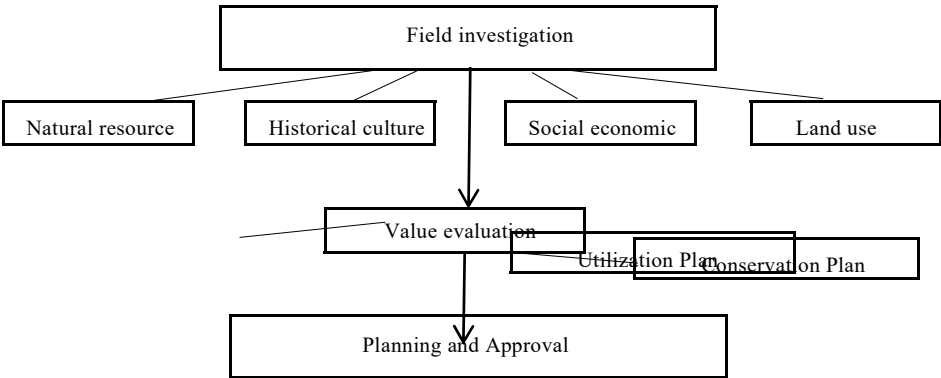 Field investigation
Natural resource
Historical culture
Social economic
Land use
Value evaluation
Utilization Plan
Conservation Plan
Planning and Approval